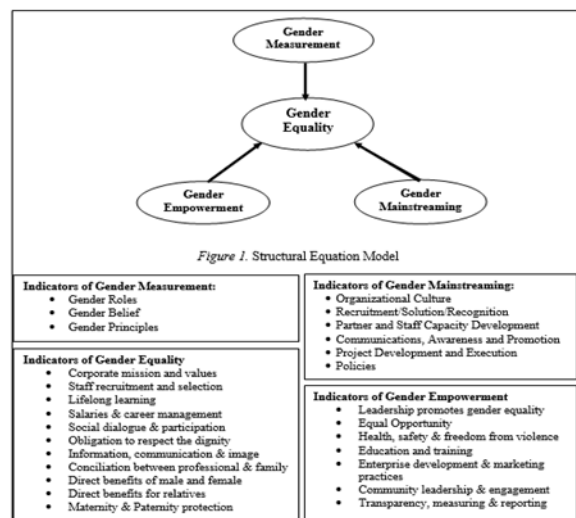 Gender
Measurement
Gender
Equality
Gender
Empowerment
Gender
Mainstreaming
Figure 1. Structural Equation Model
Indicators of Gender Measurement:
• Gender Roles
• Gender Belief
• Gender Principles
Indicators of Gender Equality
• Corporate mission and values
• Staff recruitment and selection
• Lifelong learning
• Salaries & career management
• Social dialogue & participation
• Obligation to respect the dignity
• Information, communication & image
• Conciliation between professional & family
• Direct benefits of male and female
• Direct benefits for relatives
• Maternity & Paternity protection
Indicators of Gender Mainstreaming:
• Organizational Culture
• Recruitment/Solution/Recognition
• Partner and Staff Capacity Development
• Communications, Awareness and Promotion
• Project Development and Execution
• Policies
Indicators of Gender Empowerment
• Leadership promotes gender equality
• Equal Opportunity
• Health, safety & freedom from violence
• Education and training
• Enterprise development & marketing
practices
• Community leadership & engagement
• Transparency, measuring & reporting